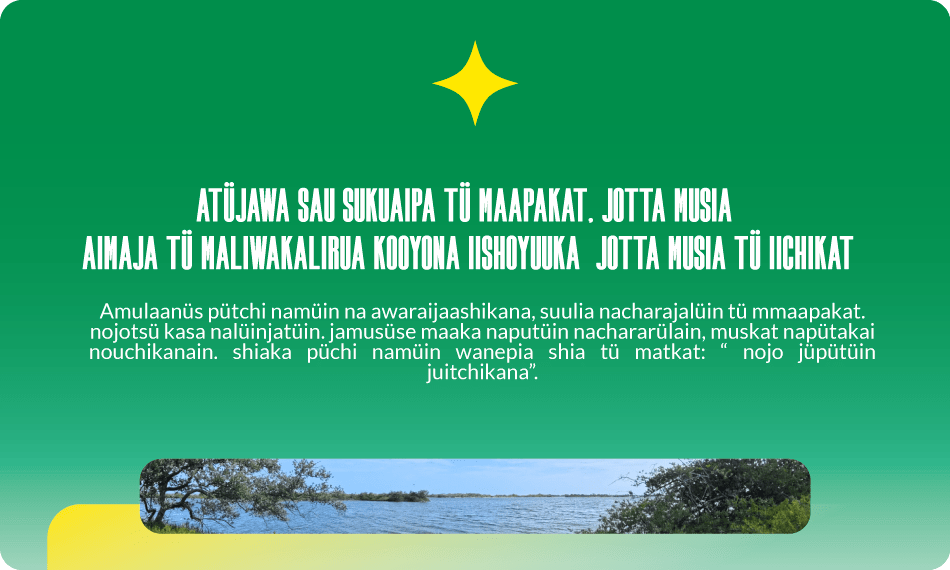 ATÜJAWA SAU SUKUAIPA TÜ MAAPAKAT, JOTTA MUSIA
AIMAJA TÜ MALIWAKALIRUA KOOYONA IISHOYUUKA JOTTA MUSIA TÜ IICHIKAT
Amulaanüs pütchi namüin na awaraijaashikana, suulia nacharajalüin tü mmaapakat.
nojotsü kasa nalüinjatüin. jamusüse maaka naputüin nachararülain, muskat napütakai
nouchikanain. shiaka püchi namüin wanepia shia tü matkat: “ nojo jüpütüin
juitchikana”.